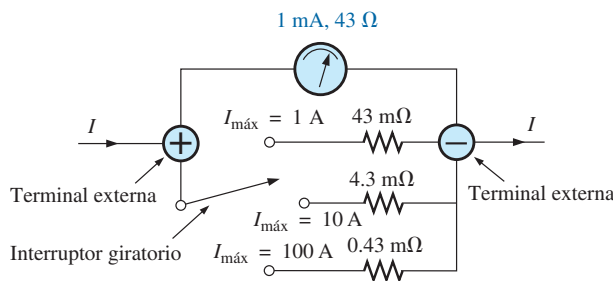 1 mA, 43 Ω
I
+
Imáx = 1 A
43 mΩ
−
I
Terminal externa
4.3 mΩ
Terminal externa
Imáx = 10 A
Interruptor giratorio
Imáx = 100 A
0.43 mΩ